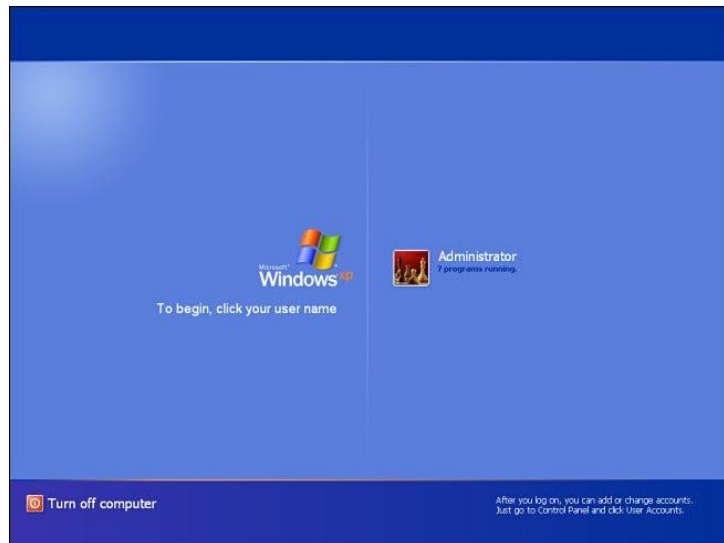 Microsoft
Windows xp
To begin, click your user name
Administrator
7 programs running.
Turn off computer
After you log on, you can add or change accounts.
Just go to Control Panel and click User Accounts.